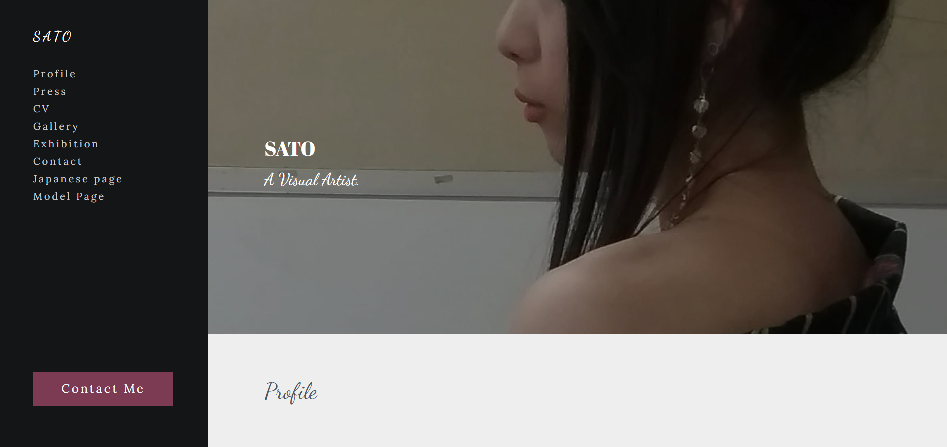 SATO
Profile
Press
CV
Gallery
Exhibition
Contact
Japanese page
Model Page
Contact Me
SATO
A Visual Artist.
Profile